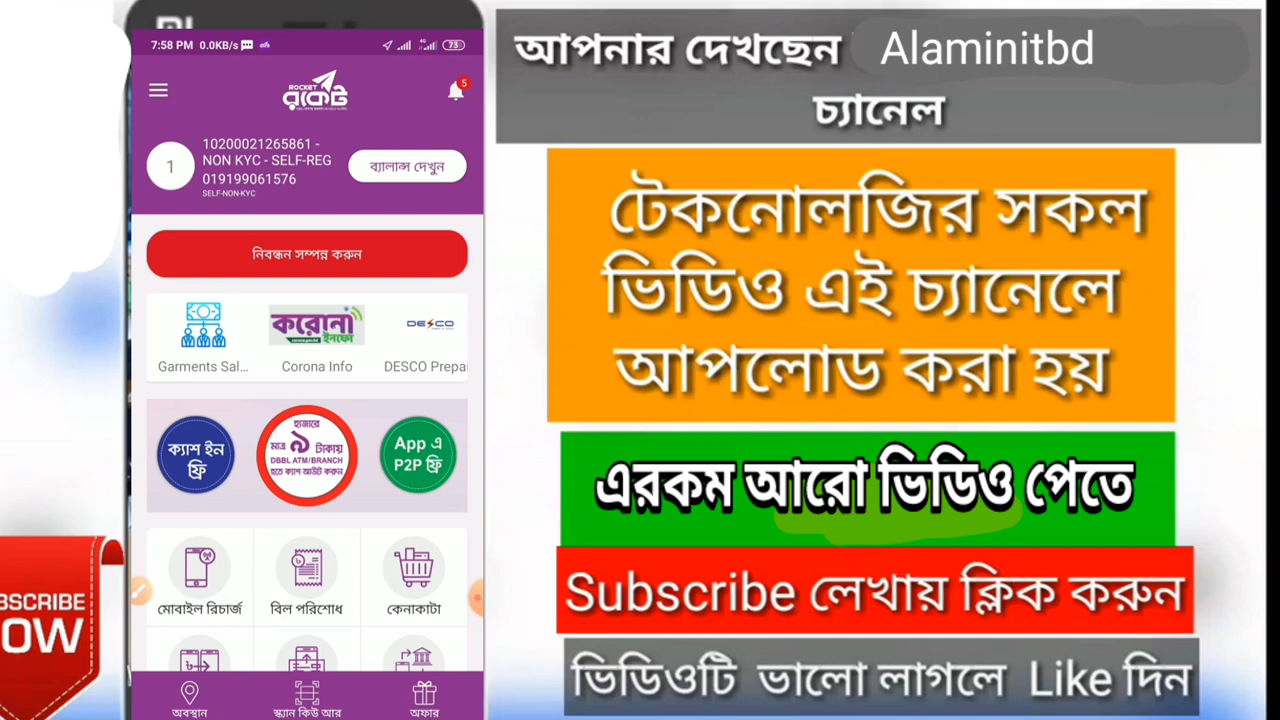 7:58 PM 0.0KB/s
4G
73
ROCKET
রকেট
5
1
10200021265861 -
NON KYC - SELF-REG
019199061576
SELF-NON-KYC
ব্যালান্স দেখুন
নিবন্ধন সম্পন্ন করুন
করোনা
ইনফো
DESCO
Garments Sal...
Corona Info
DESCO Prepai
ক্যাশ ইন
ফ্রি
হাজারে
মাত্র ৯ টাকায়
DBBL ATM/BRANCH
হতে ক্যাশ আউট করুন
App এ
P2P ফ্রি
মোবাইল রিচার্জ
বিল পরিশোধ
কেনাকাটা
অবস্থান
স্ক্যান কিউ আর
অফার
BSCRIBE
OW
আপনার দেখছেন Alaminitbd
চ্যানেল
টেকনোলজির সকল
ভিডিও এই চ্যানেলে
আপলোড করা হয়
এরকম আরো ভিডিও পেতে
Subscribe লেখায় ক্লিক করুন
ভিডিওটি ভালো লাগলে Like দিন